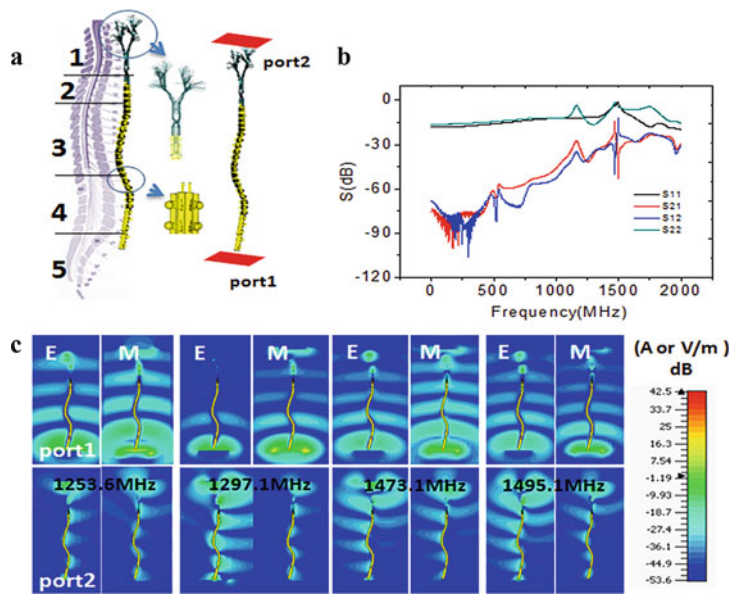 a
1
2
3
4
5
port2
port1
b
S(dB)
0
-30
-60
-90
-120
S11
S21
S12
S22
0 500 1000 1500 2000
Frequency(MHz)
c
E M E M E M E M
port1
1253.6MHz 1297.1MHz 1473.1MHz 1495.1MHz
port2
(A or V/m)
dB
42.5
33.7
25
16.3
7.54
-1.19
-9.93
-18.7
-27.4
-36.1
-44.9
-53.6